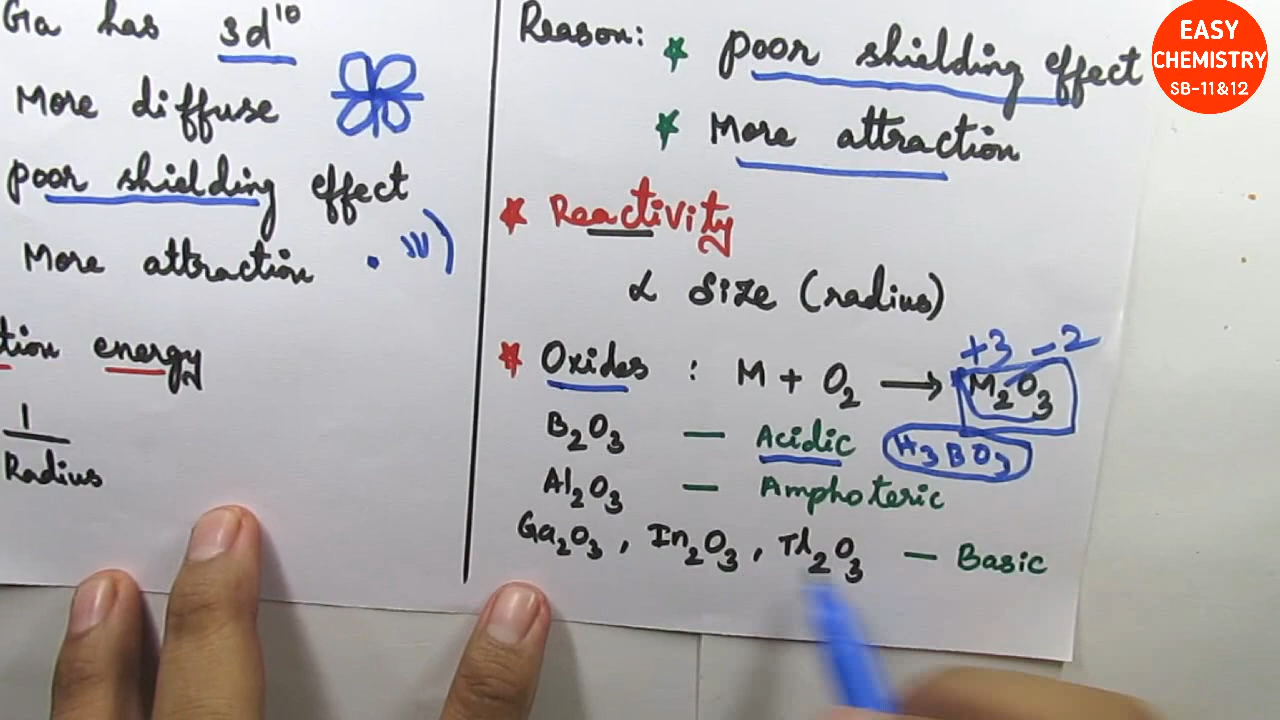 Ga has 3d¹⁰
More diffuse
poor shielding effect
More attraction
tion energy
1
Radius
Reason: poor shielding effect
More attraction
Reactivity
∝ Size (radius)
+3 -2
Oxides : M + O₂ → M₂O₃
B₂O₃ — Acidic H₃BO₃
Al₂O₃ — Amphoteric
Ga₂O₃, In₂O₃, Tl₂O₃ — Basic
EASY
CHEMISTRY
SB-11&12